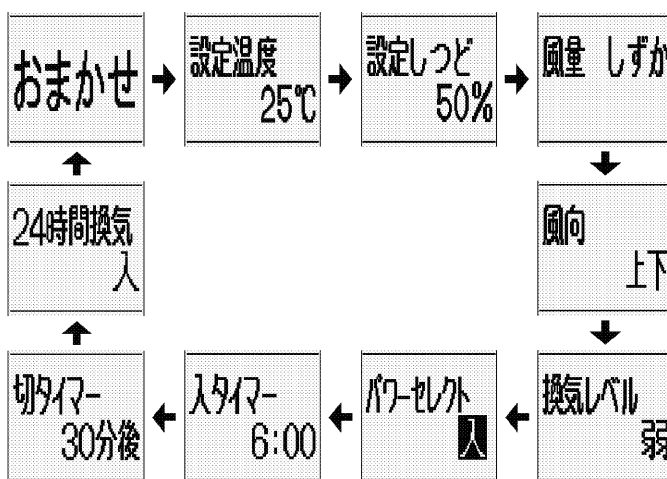 おまかせ
設定温度
25℃
設定しつど
50%
風量 しずか
風向
上下
換気レベル
弱
パワーセレクト
入
入タイマー
6:00
切タイマー
30分後
24時間換気
入